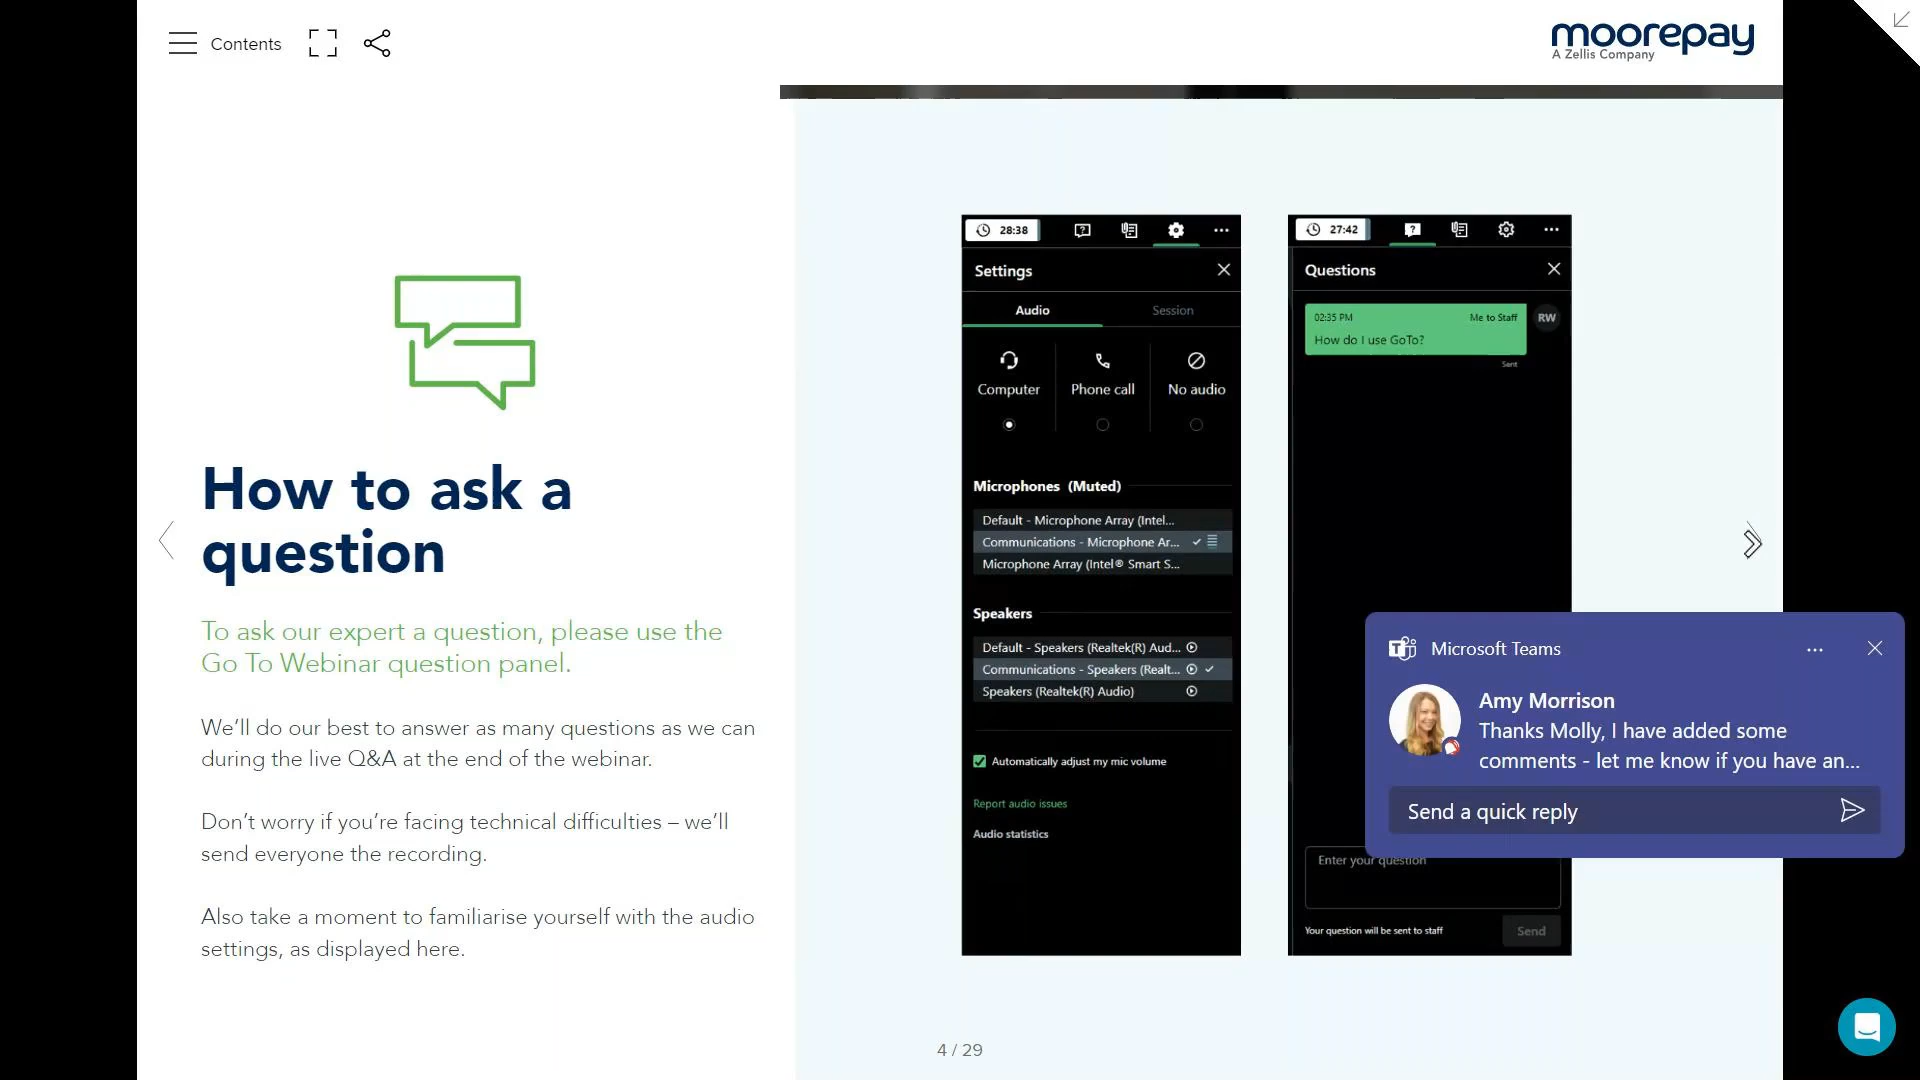 Contents
moorepay
A Zellis Company
How to ask a
question
To ask our expert a question, please use the
Go To Webinar question panel.
We’ll do our best to answer as many questions as we can
during the live Q&A at the end of the webinar.
Don’t worry if you’re facing technical difficulties – we’ll
send everyone the recording.
Also take a moment to familiarise yourself with the audio
settings, as displayed here.
28:38
Settings
Audio
Session
Computer
Phone call
No audio
Microphones (Muted)
Default - Microphone Array (Intel...
Communications - Microphone Ar...
Microphone Array (Intel® Smart S...
Speakers
Default - Speakers (Realtek(R) Aud...
Communications - Speakers (Realt...
Speakers (Realtek(R) Audio)
Automatically adjust my mic volume
Report audio issues
Audio statistics
27:42
Questions
02:35 PM
Me to Staff
RW
How do I use GoTo?
Sent
Microsoft Teams
Amy Morrison
Thanks Molly, I have added some
comments - let me know if you have an...
Send a quick reply
Enter your question
Your question will be sent to staff
Send
4 / 29